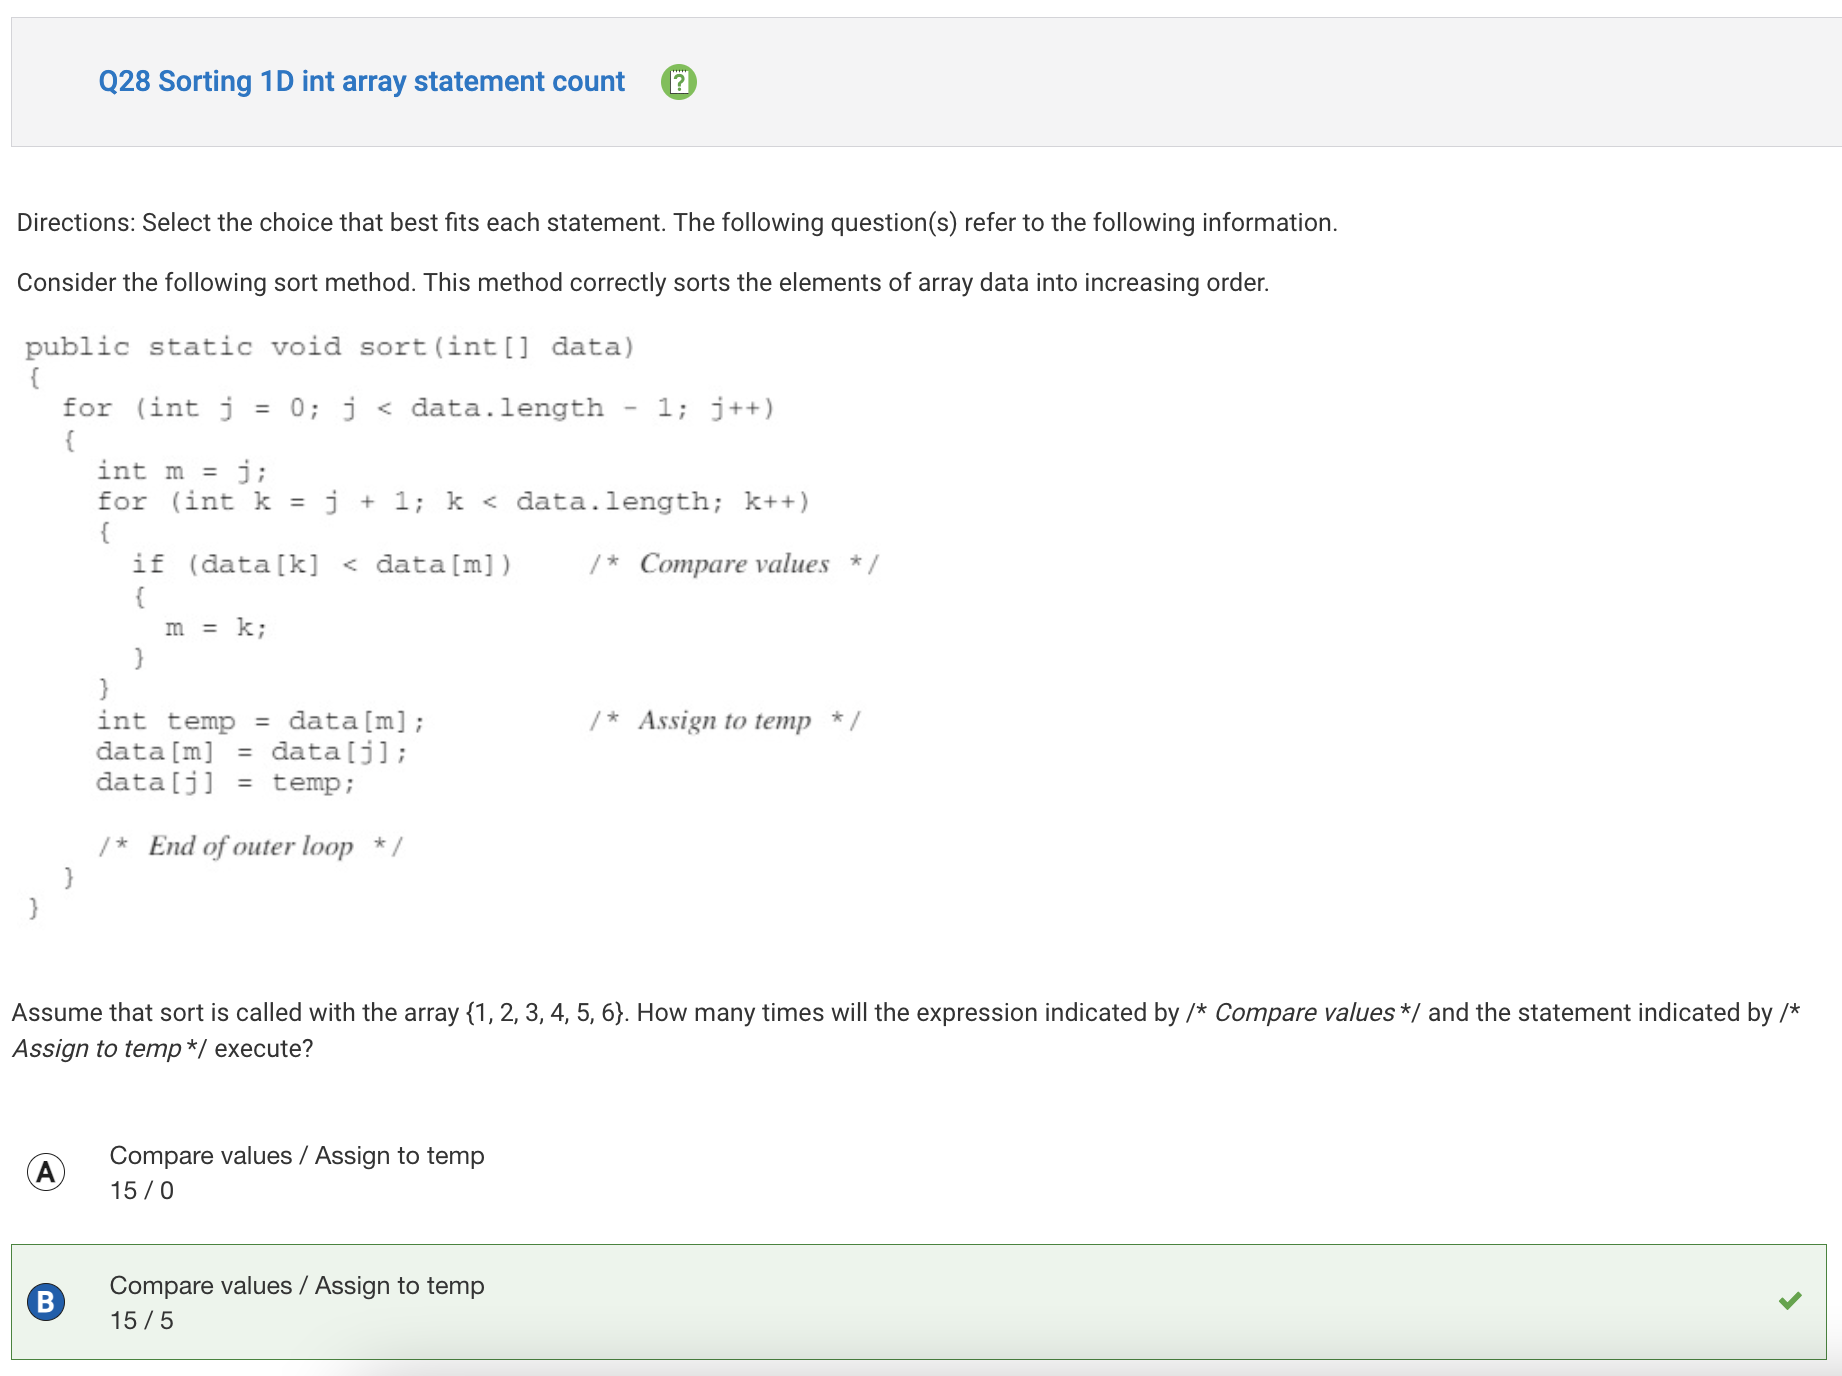 Q28 Sorting 1D int array statement count
Directions: Select the choice that best fits each statement. The following question(s) refer to the following information.
Consider the following sort method. This method correctly sorts the elements of array data into increasing order.
public static void sort(int[] data)
{
for (int j = 0; j < data.length - 1; j++)
{
int m = j;
for (int k = j + 1; k < data.length; k++)
{
if (data[k] < data[m]) /* Compare values */
{
m = k;
}
}
int temp = data[m]; /* Assign to temp */
data[m] = data[j];
data[j] = temp;
/* End of outer loop */
}
}
Assume that sort is called with the array {1, 2, 3, 4, 5, 6}. How many times will the expression indicated by /* Compare values */ and the statement indicated by /*
Assign to temp */ execute?
A
Compare values / Assign to temp
15 / 0
B
Compare values / Assign to temp
15 / 5